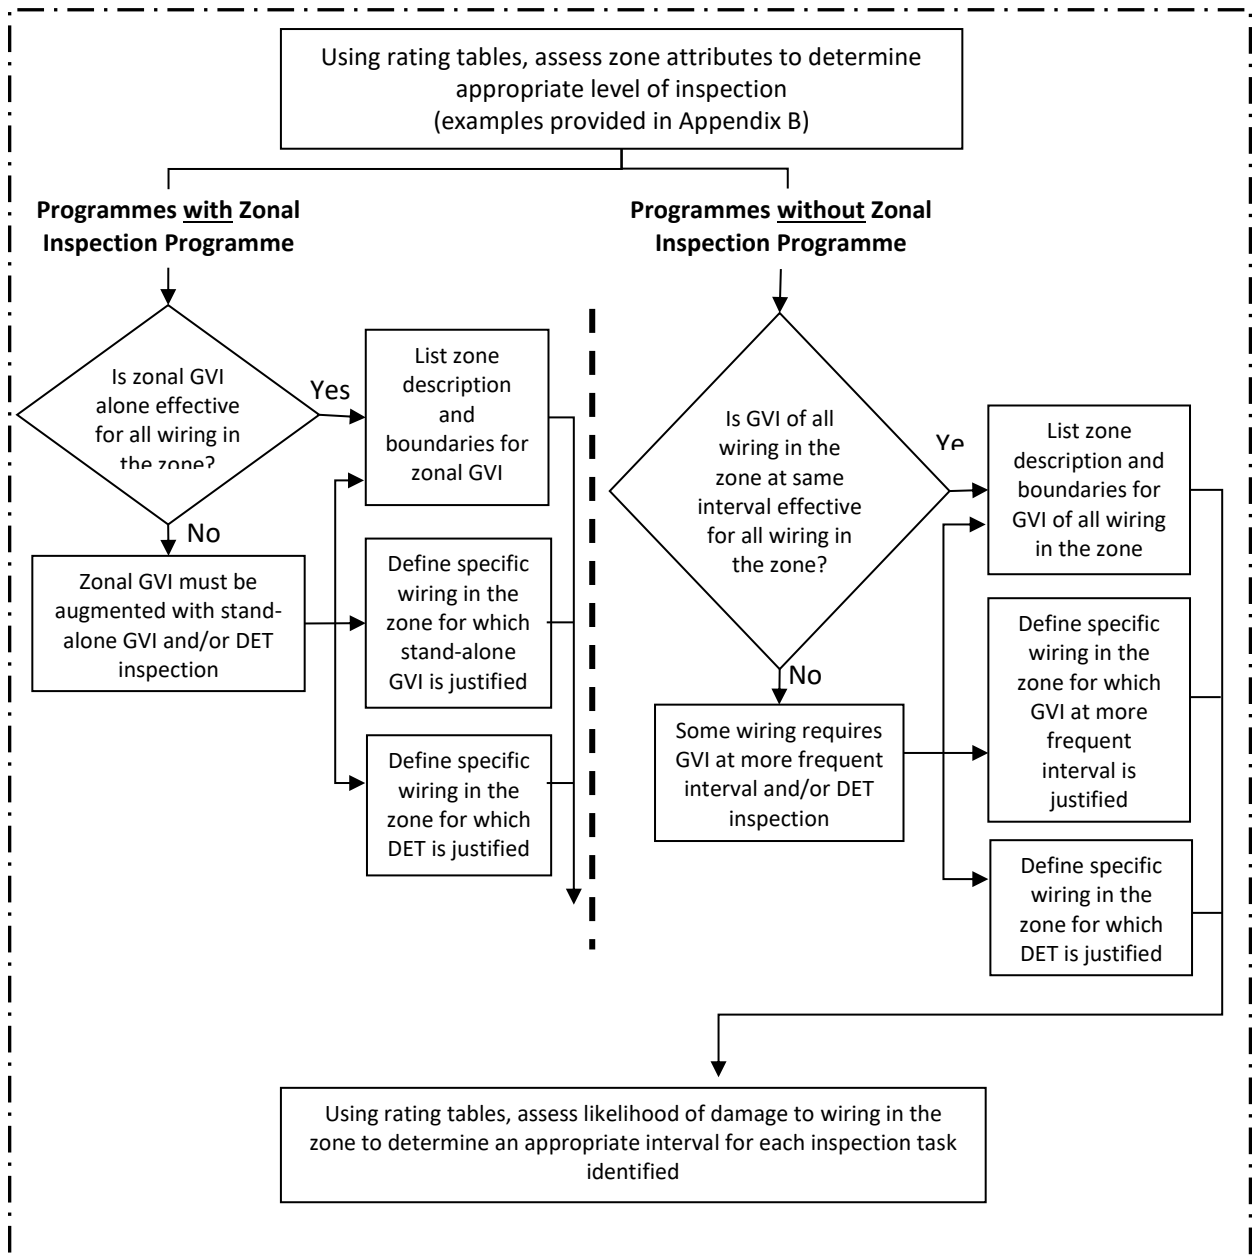 Using rating tables, assess zone attributes to determine
appropriate level of inspection
(examples provided in Appendix B)
Programmes with Zonal
Inspection Programme
Is zonal GVI
alone effective
for all wiring in
the zone?
Yes
No
List zone
description
and
boundaries for
zonal GVI
Zonal GVI must be
augmented with stand-
alone GVI and/or DET
inspection
Define specific
wiring in the
zone for which
stand-alone
GVI is justified
Define specific
wiring in the
zone for which
DET is justified
Programmes without Zonal
Inspection Programme
Is GVI of all
wiring in the
zone at same
interval effective
for all wiring in
the zone?
Ye
No
List zone
description and
boundaries for
GVI of all wiring
in the zone
Some wiring requires
GVI at more frequent
interval and/or DET
inspection
Define specific
wiring in the
zone for which
GVI at more
frequent
interval is
justified
Define specific
wiring in the
zone for which
DET is justified
Using rating tables, assess likelihood of damage to wiring in the
zone to determine an appropriate interval for each inspection task
identified